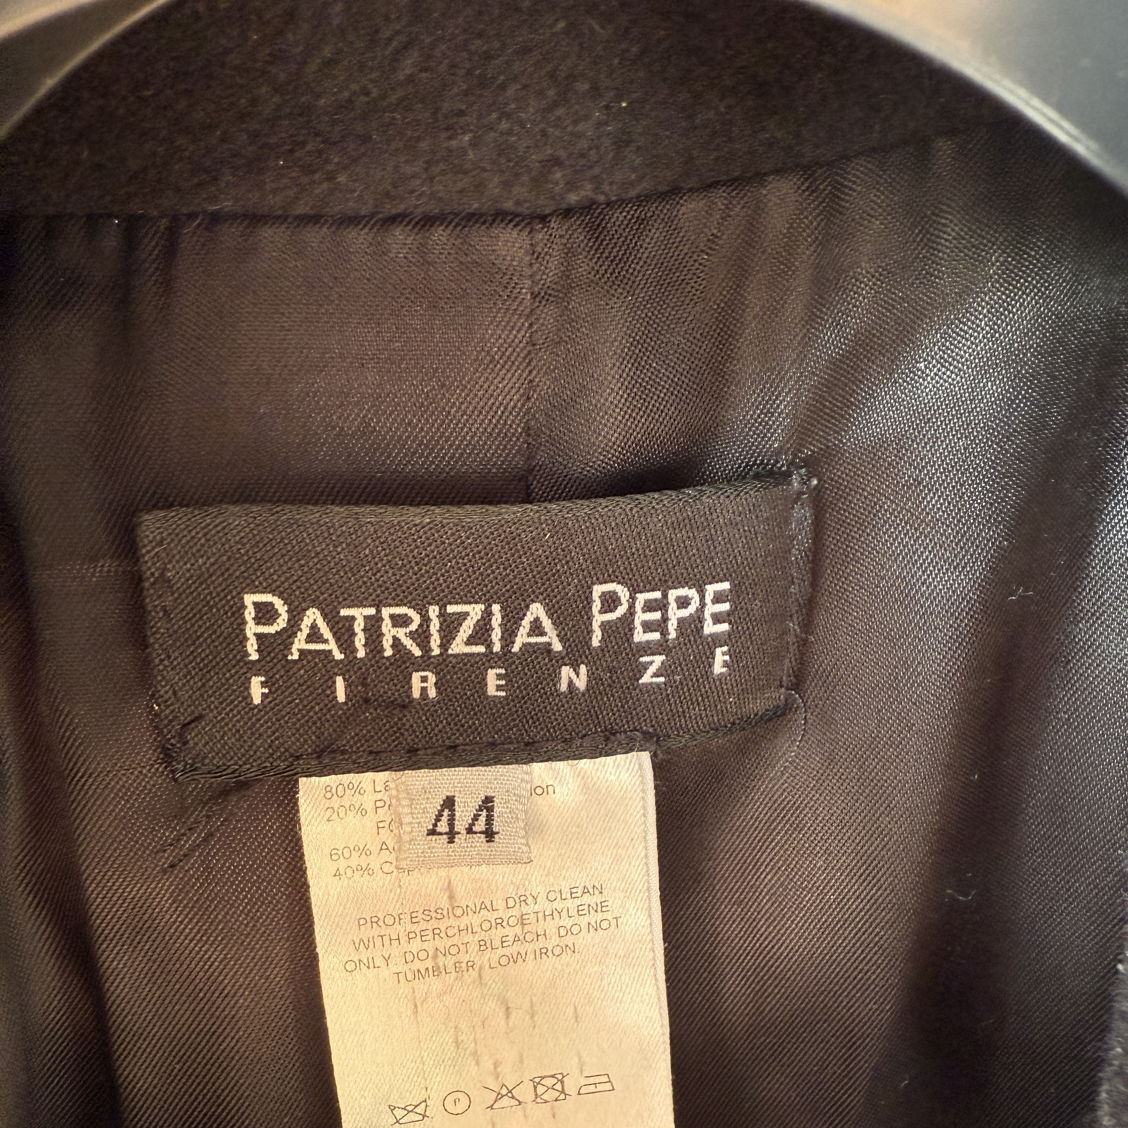 PATRIZIA PEPE
FIRENZE
44
80%
20%
60%
40%
PROFESSIONAL DRY CLEAN
WITH PERCHLOROETHYLENE
ONLY. DO NOT BLEACH. DO NOT
TUMBLER, LOW IRON.